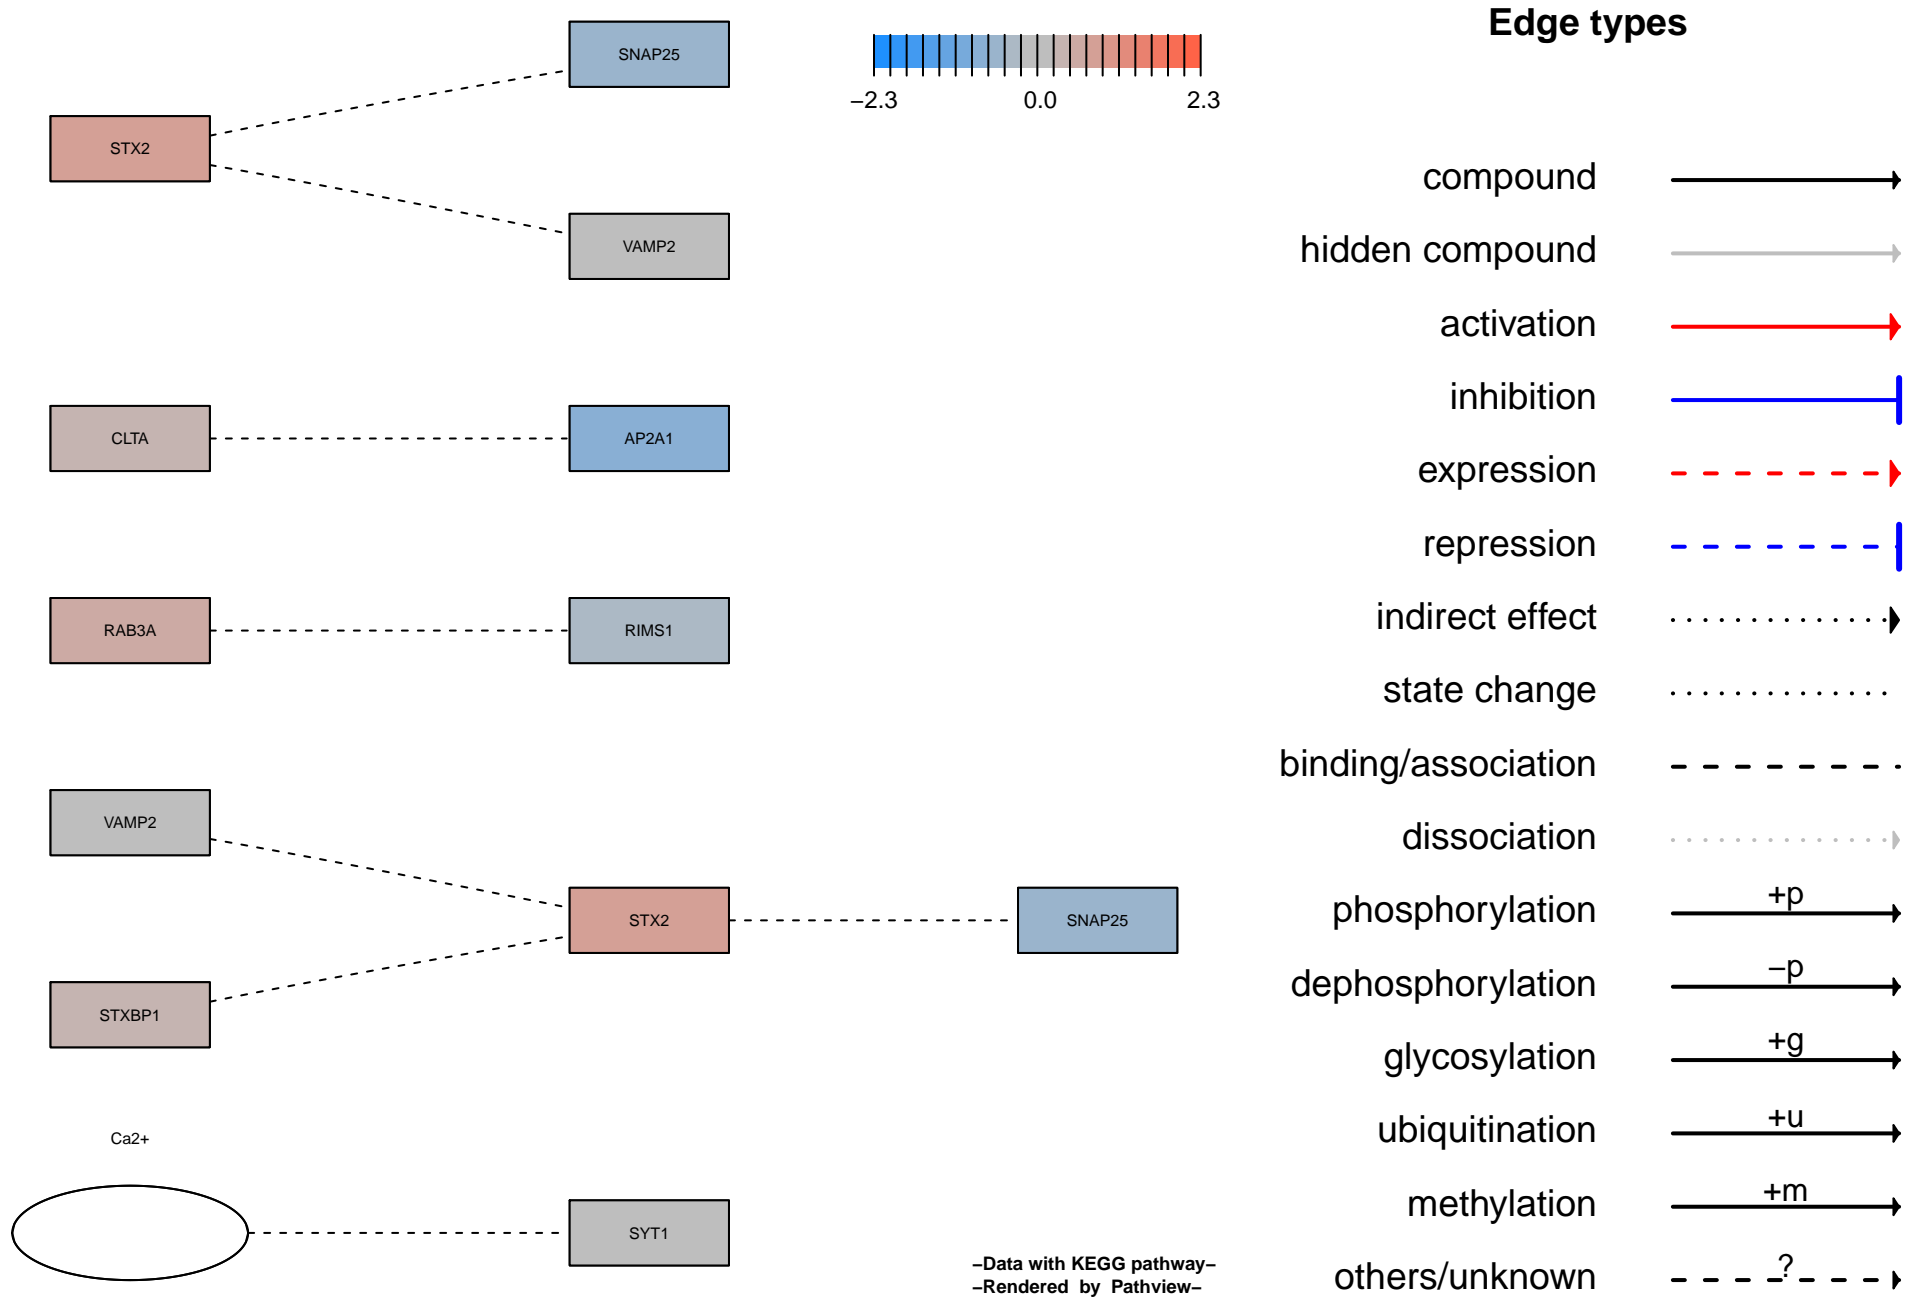 SNAP25
STX2
VAMP2
CLTA
AP2A1
RAB3A
RIMS1
VAMP2
STX2
SNAP25
STXBP1
Ca2+
SYT1
−2.3 0.0 2.3
−Data with KEGG pathway−
−Rendered by Pathview−
Edge types
compound
hidden compound
activation
inhibition
expression
repression
indirect effect
state change
binding/association
dissociation
phosphorylation +p
dephosphorylation −p
glycosylation +g
ubiquitination +u
methylation +m
others/unknown ?